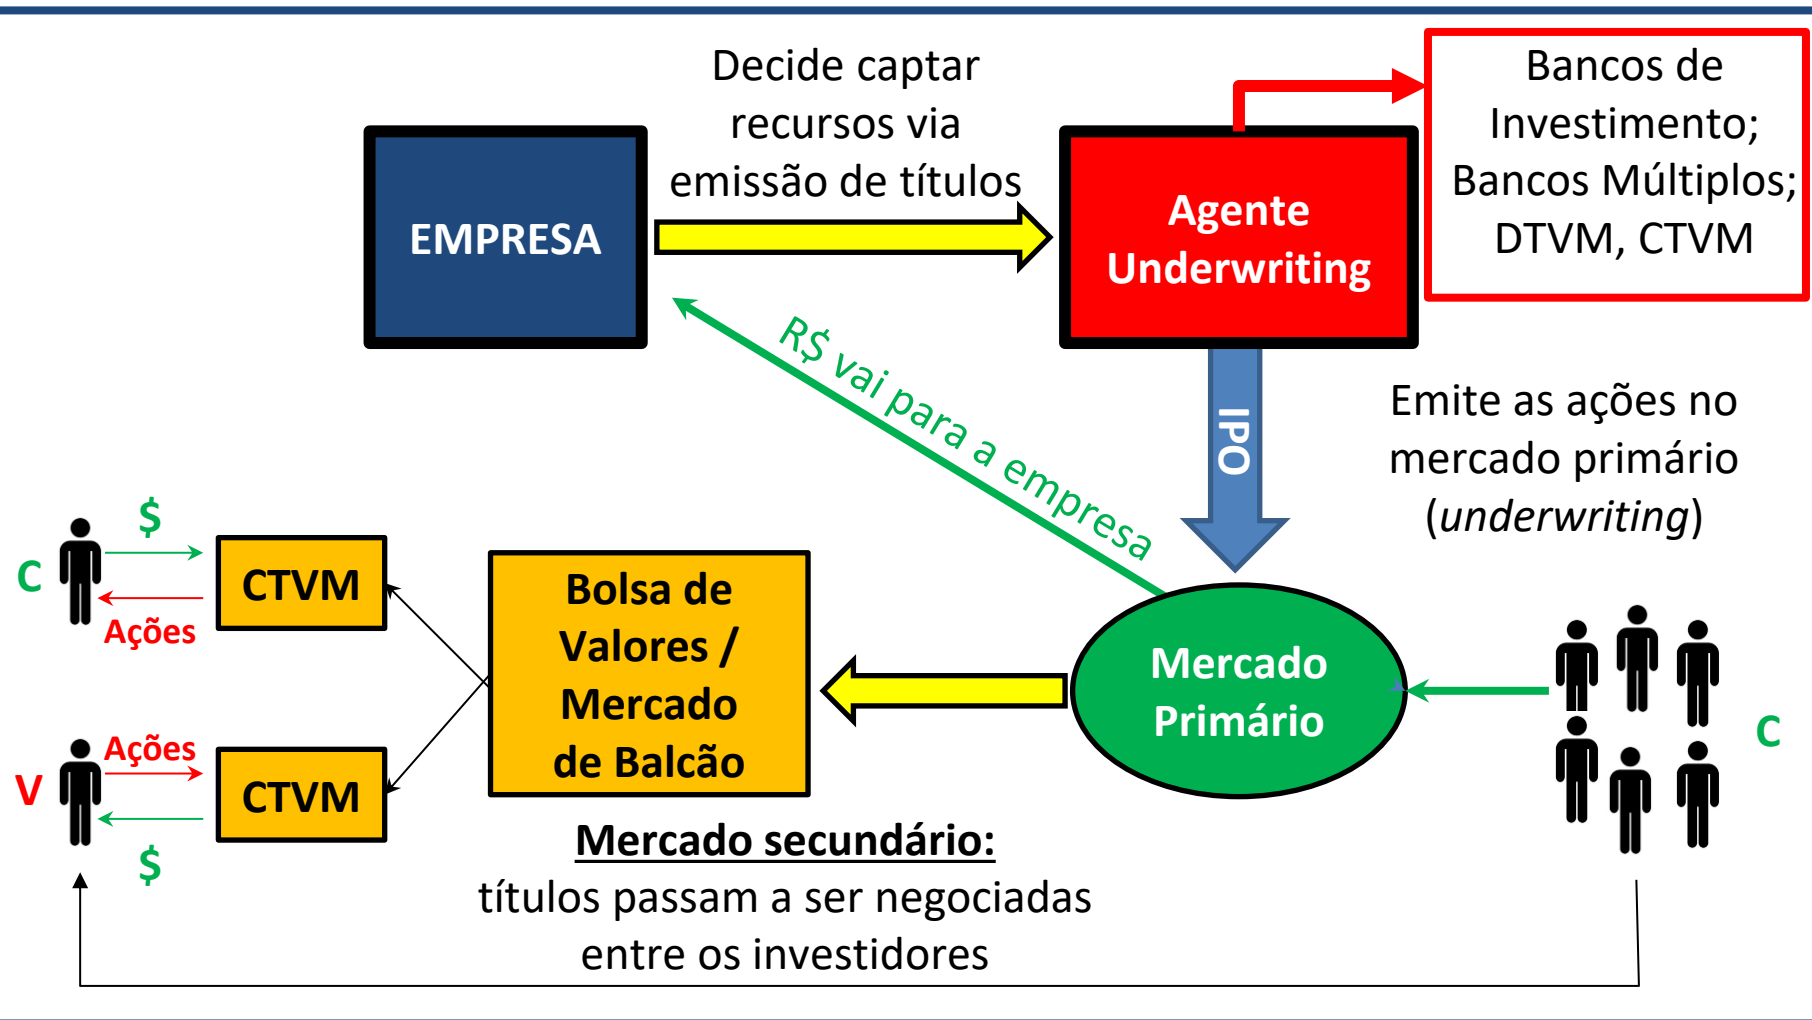 Decide captar
recursos via
emissão de títulos
EMPRESA
Agente
Underwriting
Bancos de
Investimento;
Bancos Múltiplos;
DTVM, CTVM
R$ vai para a empresa
IPO
Emite as ações no
mercado primário
(underwriting)
$
C
Ações
CTVM
V
Ações
$
CTVM
Bolsa de
Valores /
Mercado
de Balcão
Mercado
Primário
C
Mercado secundário:
títulos passam a ser negociadas
entre os investidores